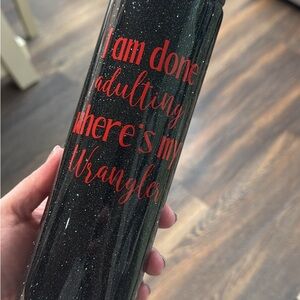 I am done
adulting
where's my
Wrangler